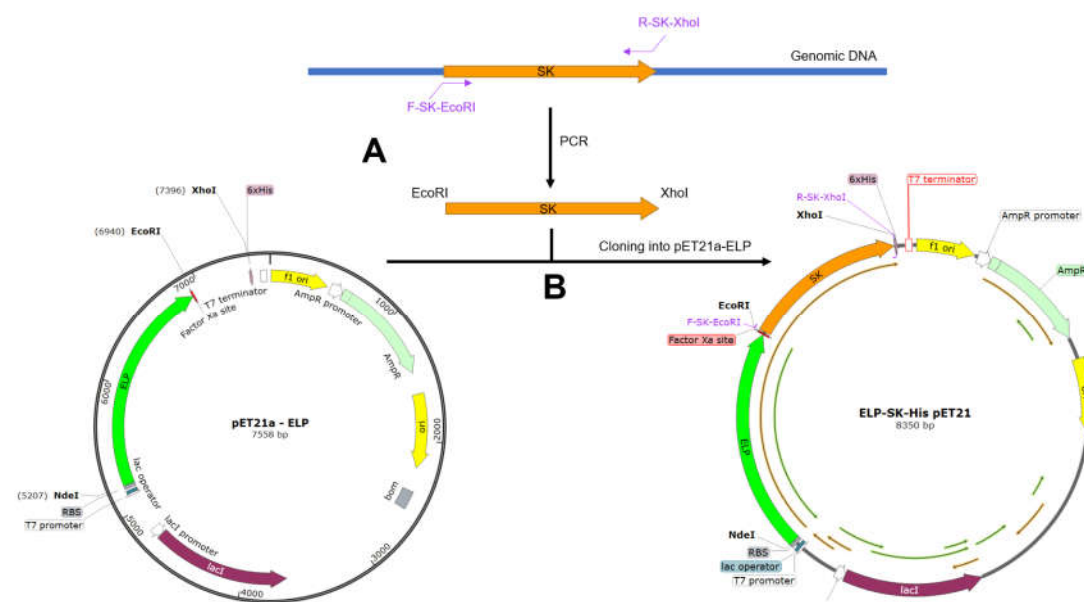 R-SK-XhoI
Genomic DNA
SK
F-SK-EcoRI
A
PCR
EcoRI
XhoI
SK
Cloning into pET21a-ELP
B
(7396) XhoI
6xHis
(6940) EcoRI
7000
T7 terminator
Factor Xa site
f1 ori
AmpR promoter
1000
AmpR
ELP
6000
ori
2000
pET21a - ELP
7558 bp
bom
lac operator
(5207) NdeI
RBS
T7 promoter
5000
lacI promoter
lacI
4000
3000
6xHis
T7 terminator
R-SK-XhoI
XhoI
AmpR promoter
f1 ori
AmpR
SK
EcoRI
F-SK-EcoRI
Factor Xa site
ELP
ELP-SK-His pET21
8350 bp
NdeI
RBS
lac operator
T7 promoter
lacI